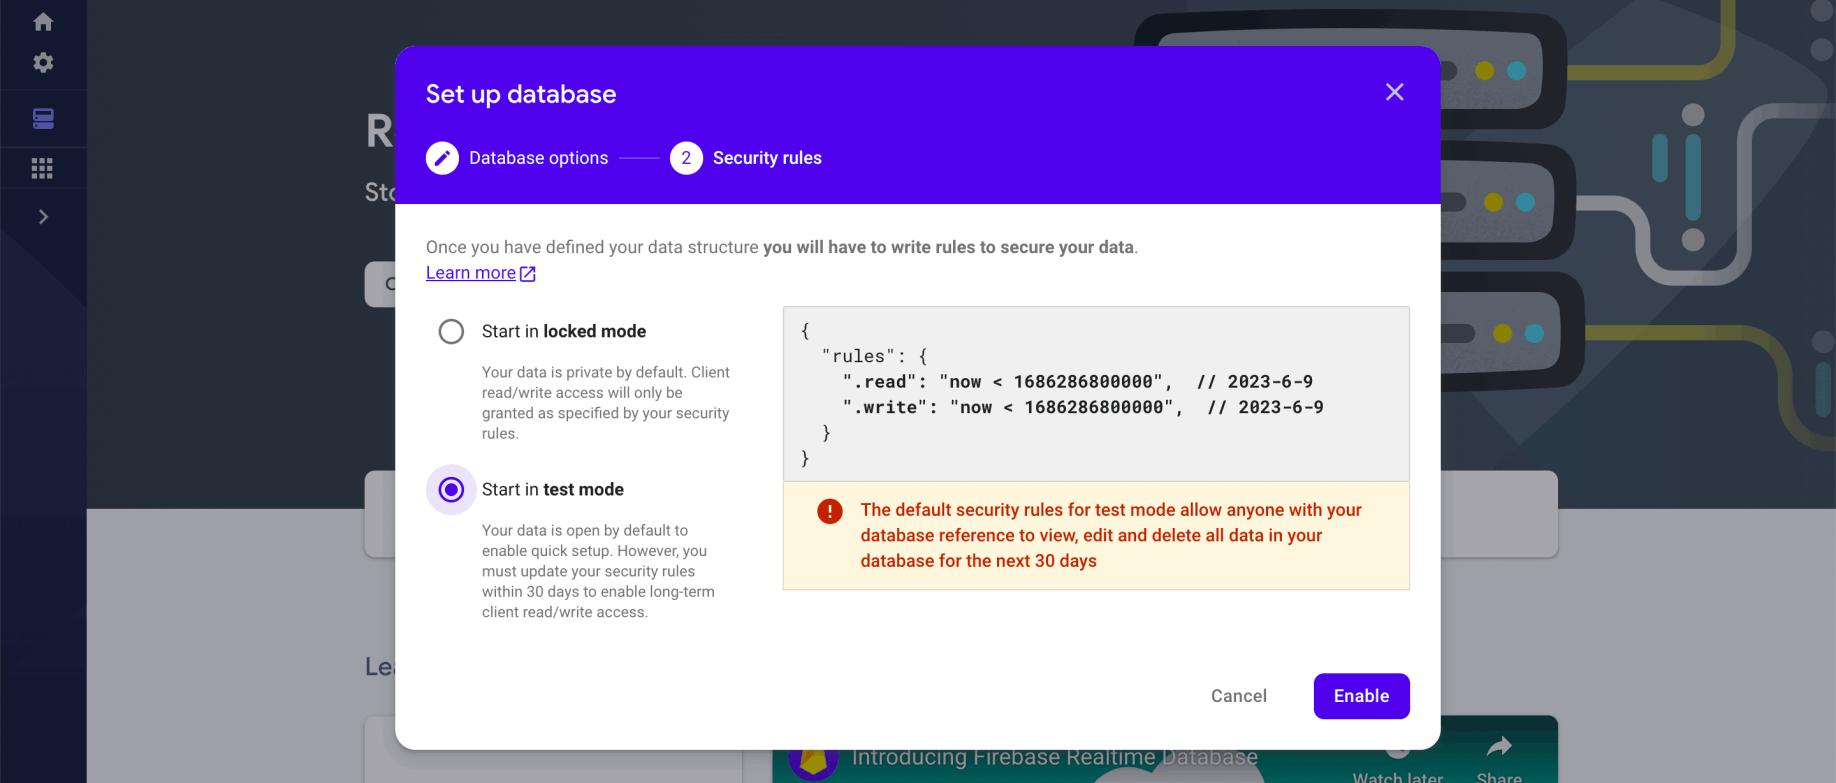 Set up database
Database options
2 Security rules
Once you have defined your data structure you will have to write rules to secure your data.
Learn more
Start in locked mode
Your data is private by default. Client
read/write access will only be
granted as specified by your security
rules.
Start in test mode
Your data is open by default to
enable quick setup. However, you
must update your security rules
within 30 days to enable long-term
client read/write access.
{
"rules": {
".read": "now < 1686286800000", // 2023-6-9
".write": "now < 1686286800000", // 2023-6-9
}
}
The default security rules for test mode allow anyone with your
database reference to view, edit and delete all data in your
database for the next 30 days
Cancel
Enable
Introducing Firebase Realtime Database
Watch later
Share